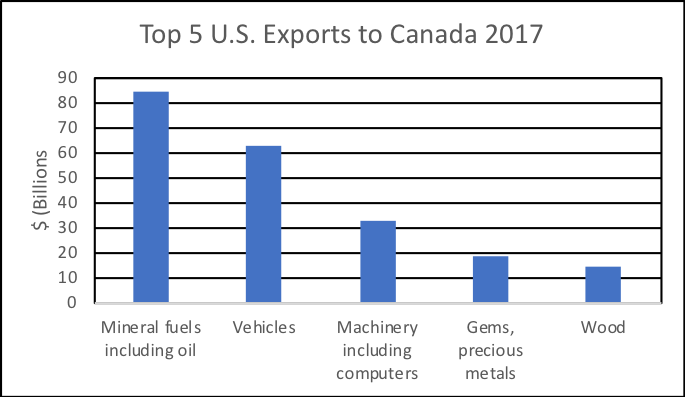 Top 5 U.S. Exports to Canada 2017
$ (Billions
90
80
70
60
50
40
30
20
10
0
Mineral fuels
including oil
Vehicles
Machinery
including
computers
Gems,
precious
metals
Wood